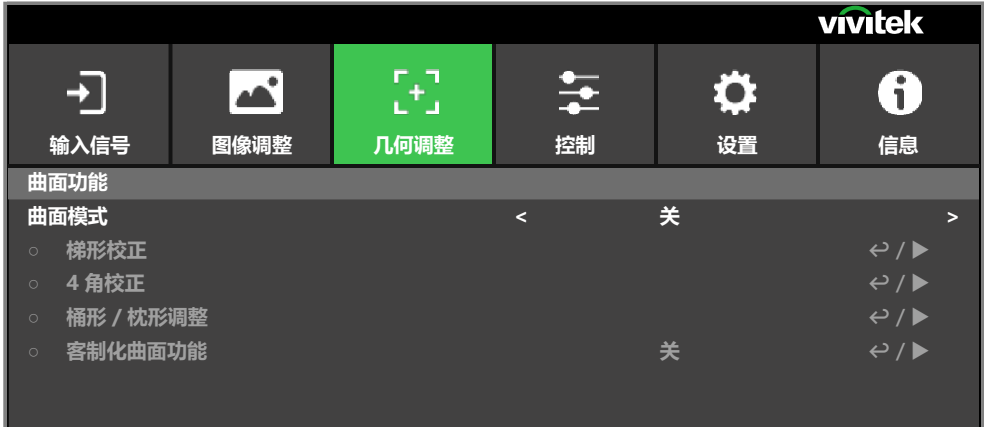 vivitek
输入信号 图像调整 几何调整 控制 设置 信息
曲面功能
曲面模式 < 关 >
○ 梯形校正 ↩ / ▶
○ 4 角校正 ↩ / ▶
○ 桶形 / 枕形调整 ↩ / ▶
○ 客制化曲面功能 关 ↩ / ▶